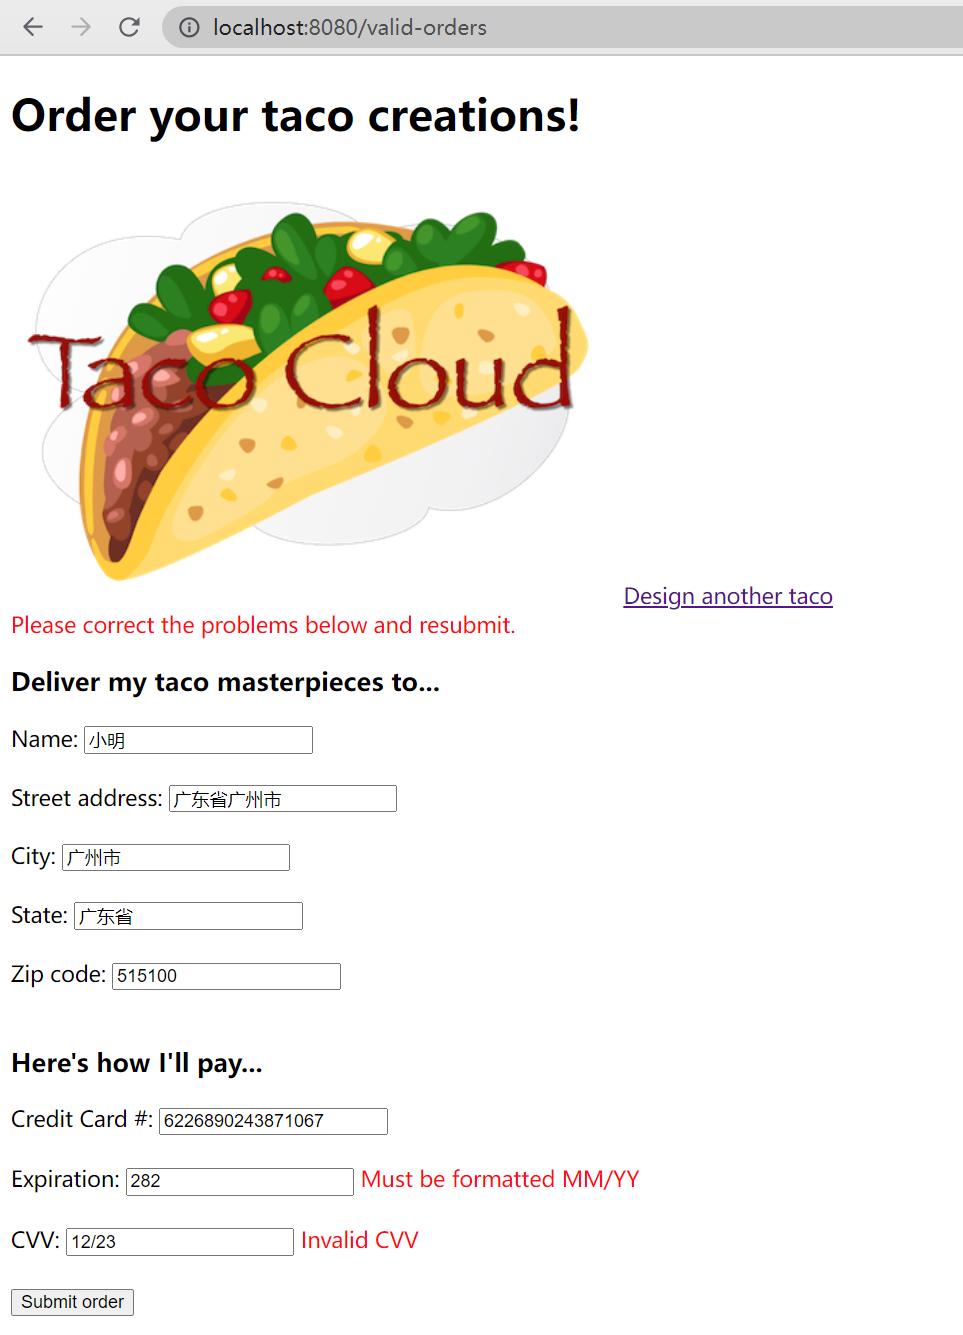 localhost:8080/valid-orders
Order your taco creations!
Taco Cloud
Design another taco
Please correct the problems below and resubmit.
Deliver my taco masterpieces to...
Name: 小明
Street address: 广东省广州市
City: 广州市
State: 广东省
Zip code: 515100
Here's how I'll pay...
Credit Card #: 6226890243871067
Expiration: 282 Must be formatted MM/YY
CVV: 12/23 Invalid CVV
Submit order